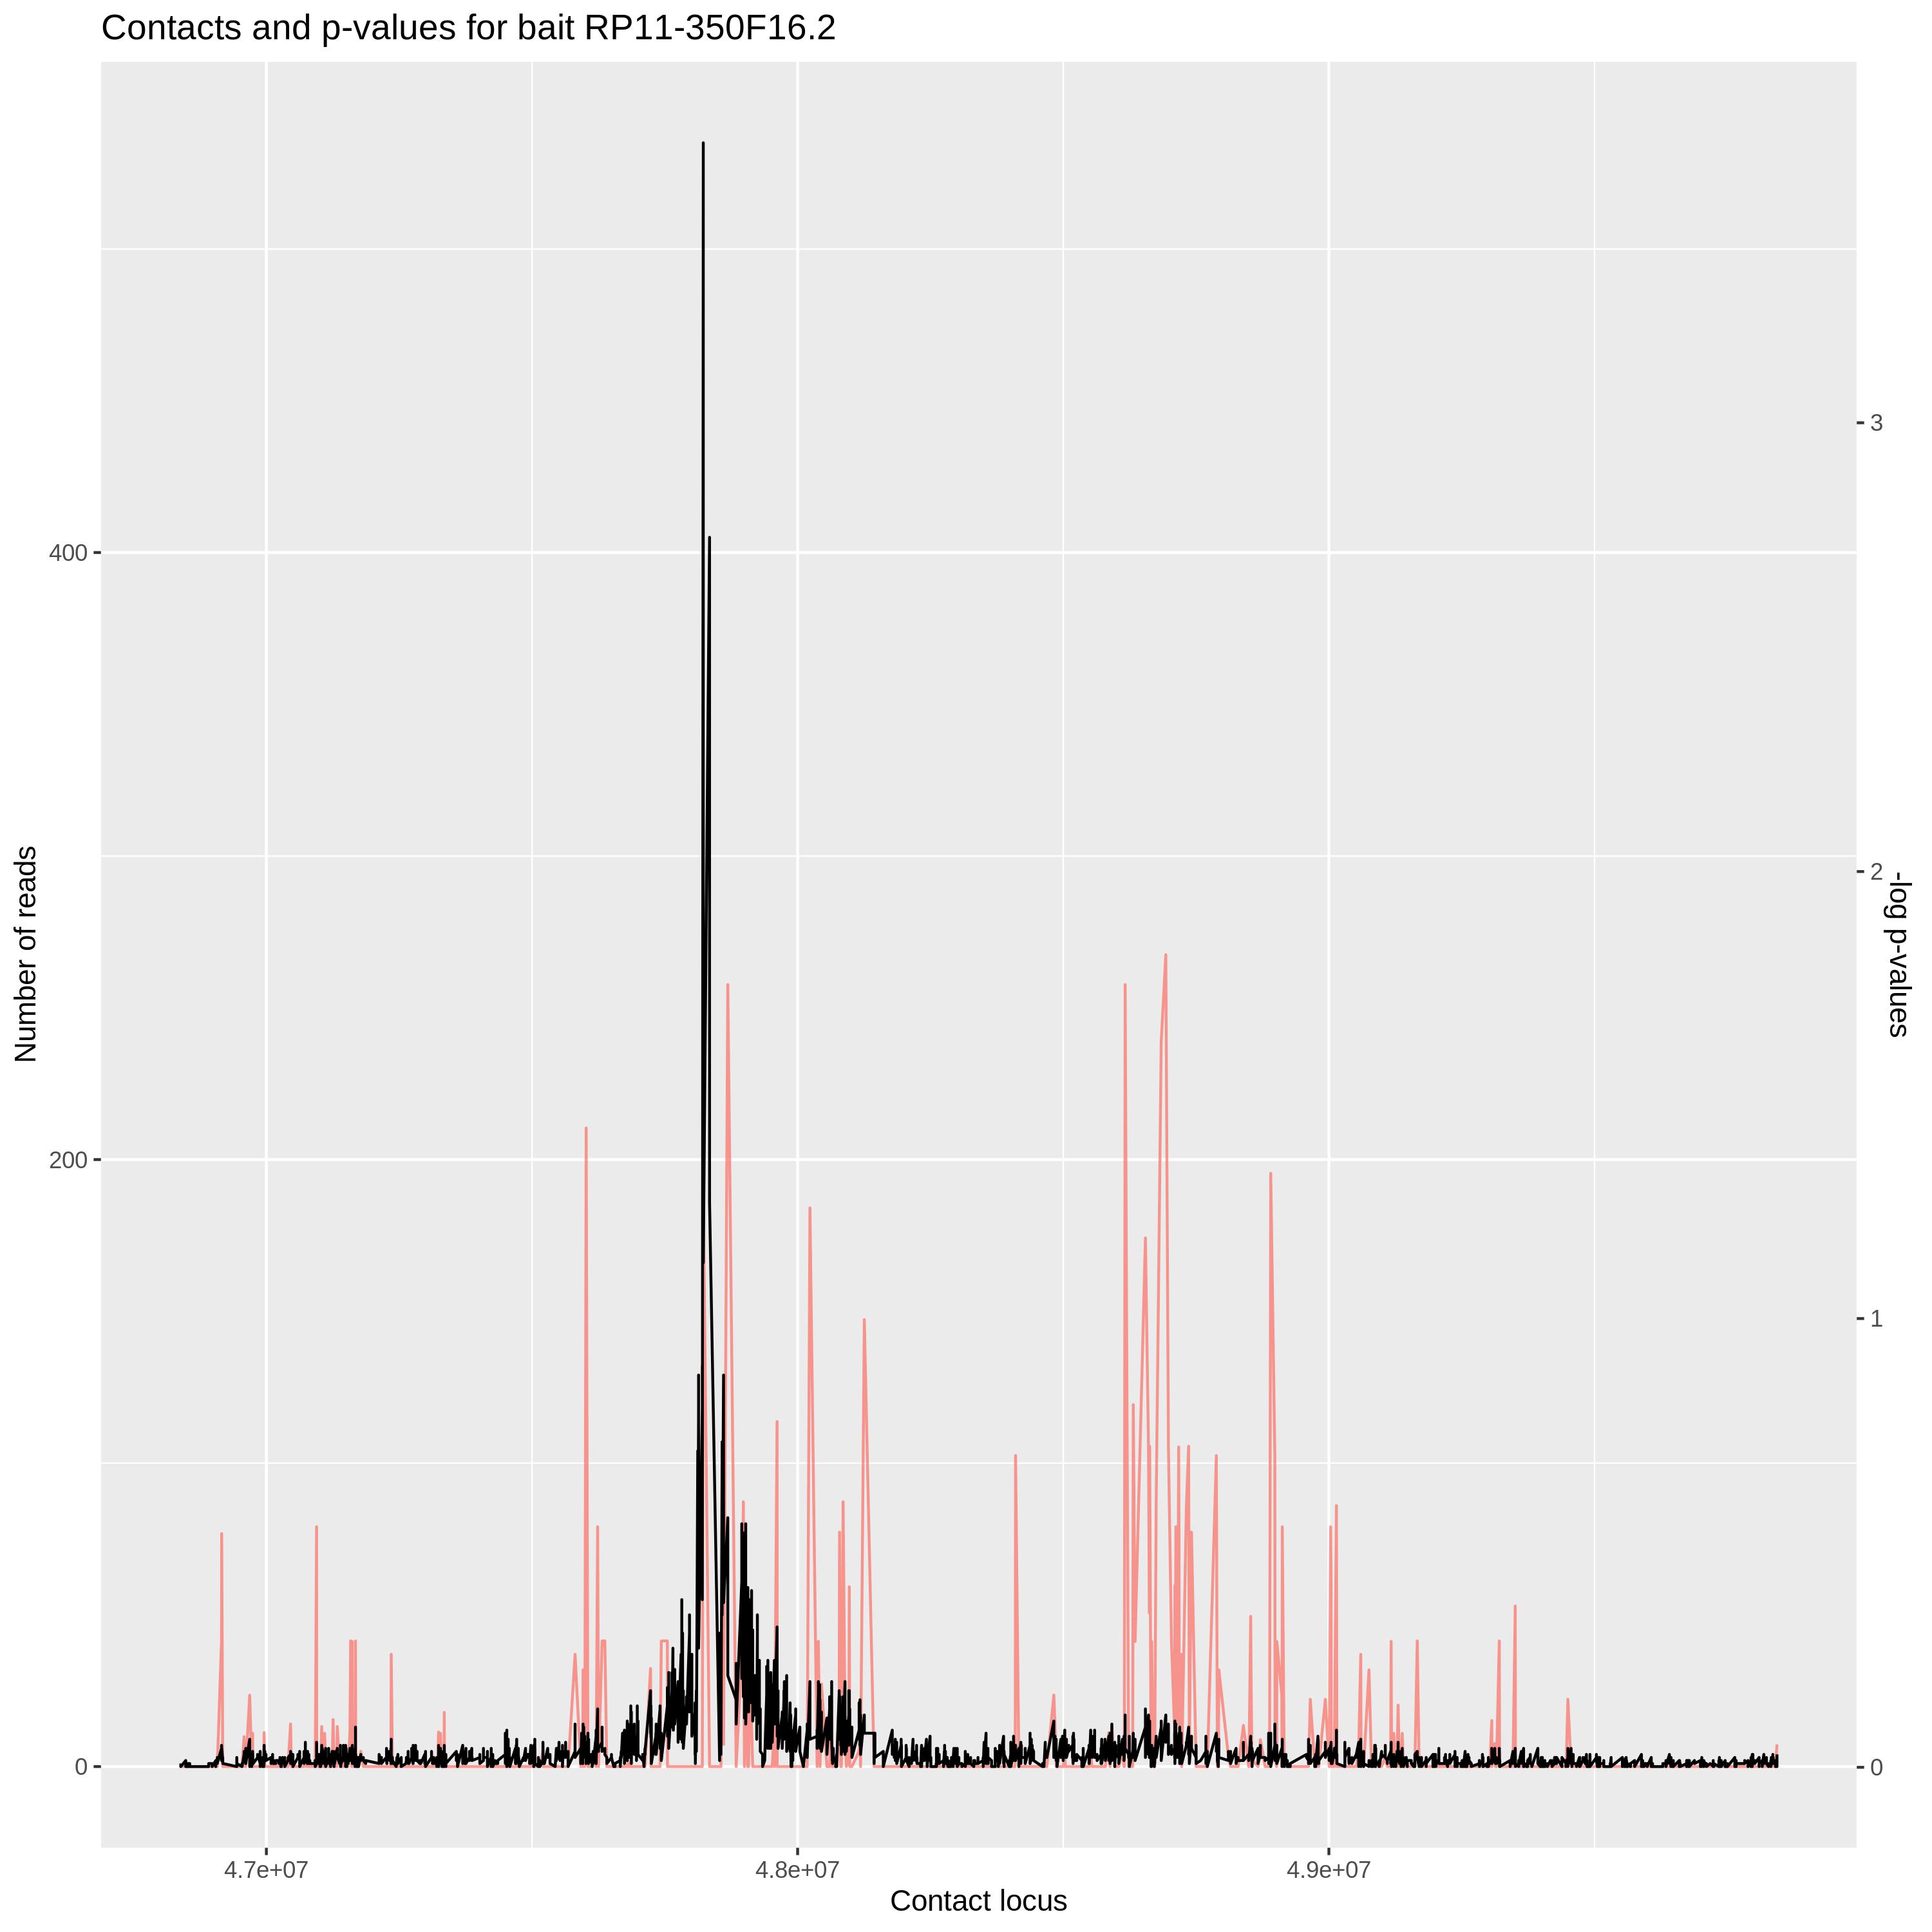 Contacts and p-values for bait RP11-350F16.2
Number of reads
400
200
0
3
2
1
0
-log p-values
4.7e+07
4.8e+07
4.9e+07
Contact locus